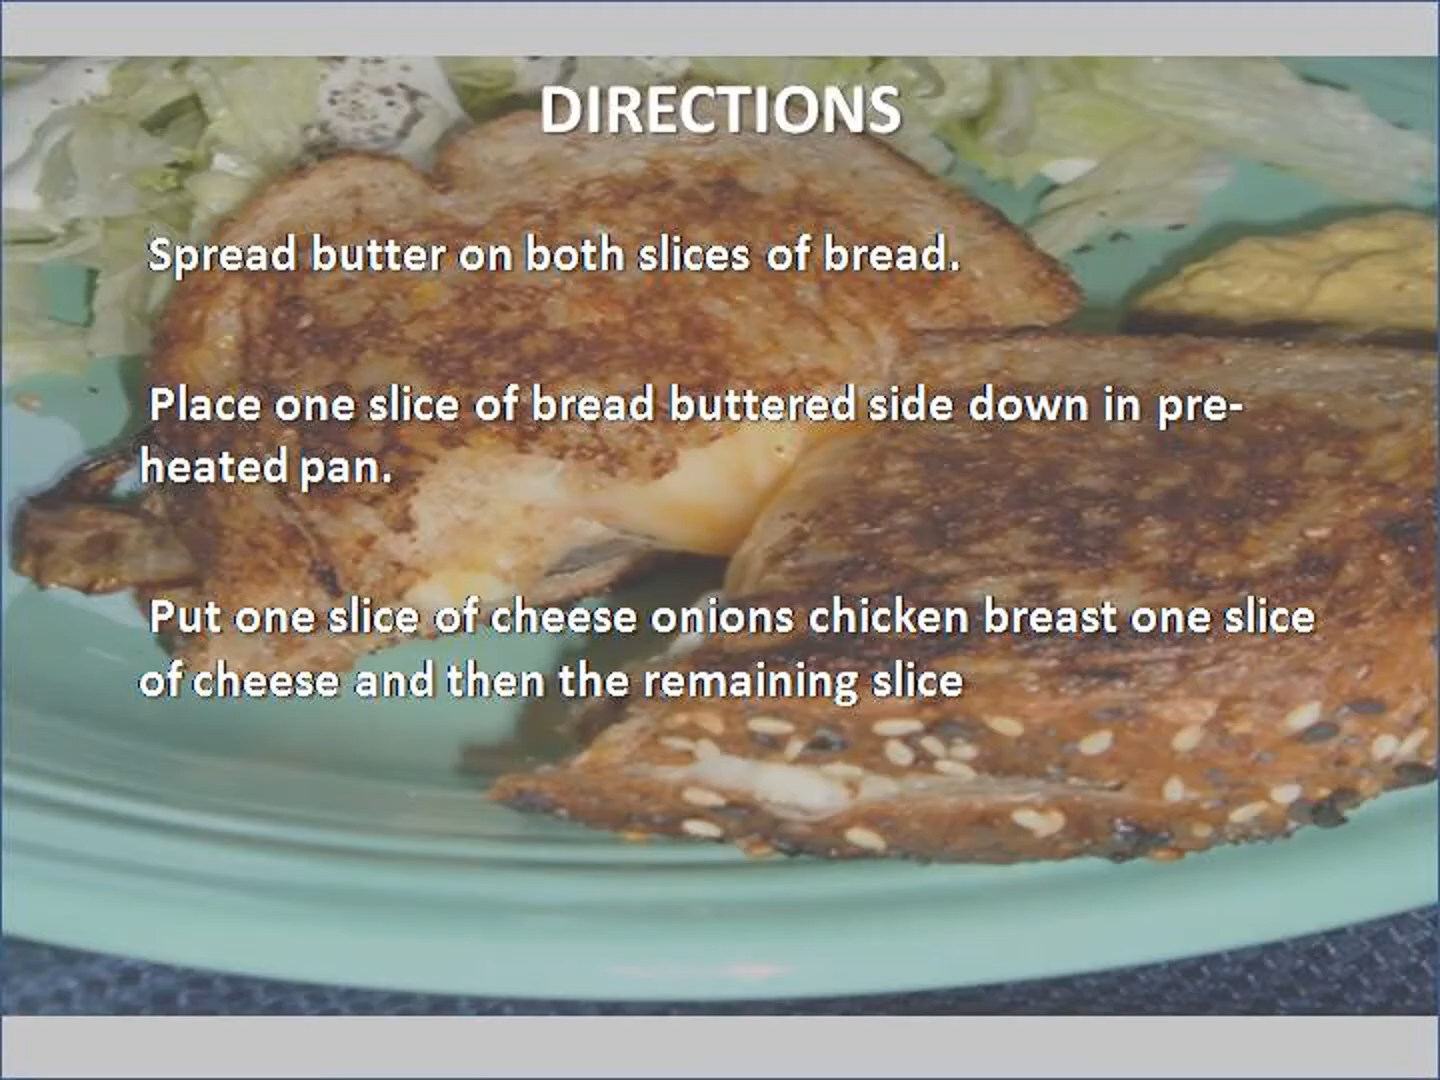 DIRECTIONS
Spread butter on both slices of bread.
Place one slice of bread buttered side down in pre-
heated pan.
Put one slice of cheese onions chicken breast one slice
of cheese and then the remaining slice